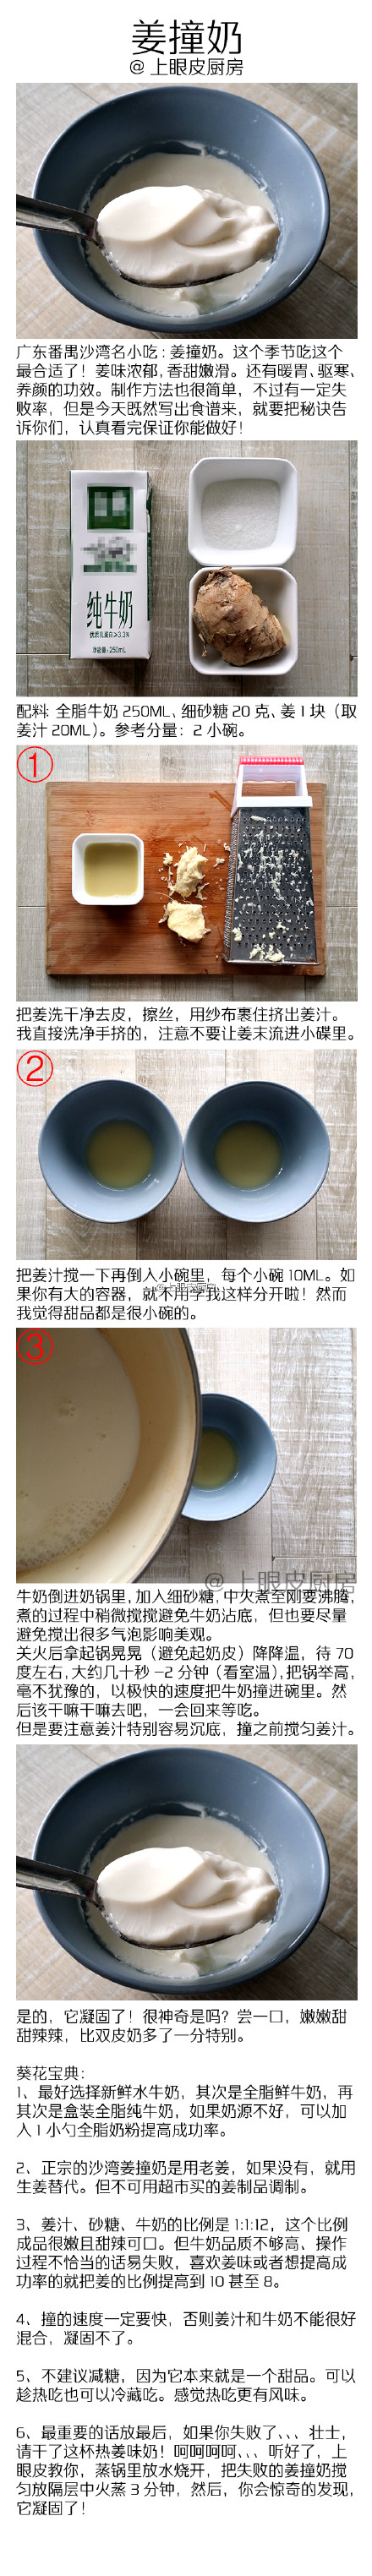 姜撞奶
@ 上眼皮厨房
广东番禺沙湾名小吃：姜撞奶。这个季节吃这个
最合适了！姜味浓郁，香甜嫩滑。还有暖胃、驱寒、
养颜的功效。制作方法也很简单，不过有一定失
败率，但是今天既然写出食谱来，就要把秘诀告
诉你们，认真看完保证你能做好！
纯牛奶
优质乳蛋白≥3.3%
净含量：250mL
配料：全脂牛奶 250ML、细砂糖 20 克、姜 1 块（取
姜汁 20ML）。参考分量：2 小碗。
①
把姜洗干净去皮，擦丝，用纱布裹住挤出姜汁。
我直接洗净手挤的，注意不要让姜末流进小碟里。
②
把姜汁搅一下再倒入小碗里，每个小碗 10ML。如
@上眼皮厨房
果你有大的容器，就不用学我这样分开啦！然而
我觉得甜品都是很小碗的。
③
@ 上眼皮厨房
牛奶倒进奶锅里，加入细砂糖，中火煮至刚要沸腾，
煮的过程中稍微搅搅避免牛奶沾底，但也要尽量
避免搅出很多气泡影响美观。
关火后拿起锅晃晃（避免起奶皮）降降温，待 70
度左右，大约几十秒 —2 分钟（看室温），把锅举高，
毫不犹豫的，以极快的速度把牛奶撞进碗里。然
后该干嘛干嘛去吧，一会回来等吃。
但是要注意姜汁特别容易沉底，撞之前搅匀姜汁。
是的，它凝固了！很神奇是吗？尝一口，嫩嫩甜
甜辣辣，比双皮奶多了一分特别。
葵花宝典：
1、最好选择新鲜水牛奶，其次是全脂鲜牛奶，再
其次是盒装全脂纯牛奶，如果奶源不好，可以加
入 1 小勺全脂奶粉提高成功率。
2、正宗的沙湾姜撞奶是用老姜，如果没有，就用
生姜替代。但不可用超市买的姜制品调制。
3、姜汁、砂糖、牛奶的比例是 1:1:12，这个比例
成品很嫩且甜辣可口。但牛奶品质不够高、操作
过程不恰当的话易失败，喜欢姜味或者想提高成
功率的就把姜的比例提高到 10 甚至 8。
4、撞的速度一定要快，否则姜汁和牛奶不能很好
混合，凝固不了。
5、不建议减糖，因为它本来就是一个甜品。可以
趁热吃也可以冷藏吃。感觉热吃更有风味。
6、最重要的话放最后，如果你失败了、、、壮士，
请干了这杯热姜味奶！呵呵呵呵、、、听好了，上
眼皮教你，蒸锅里放水烧开，把失败的姜撞奶搅
匀放隔层中火蒸 3 分钟，然后，你会惊奇的发现，
它凝固了！